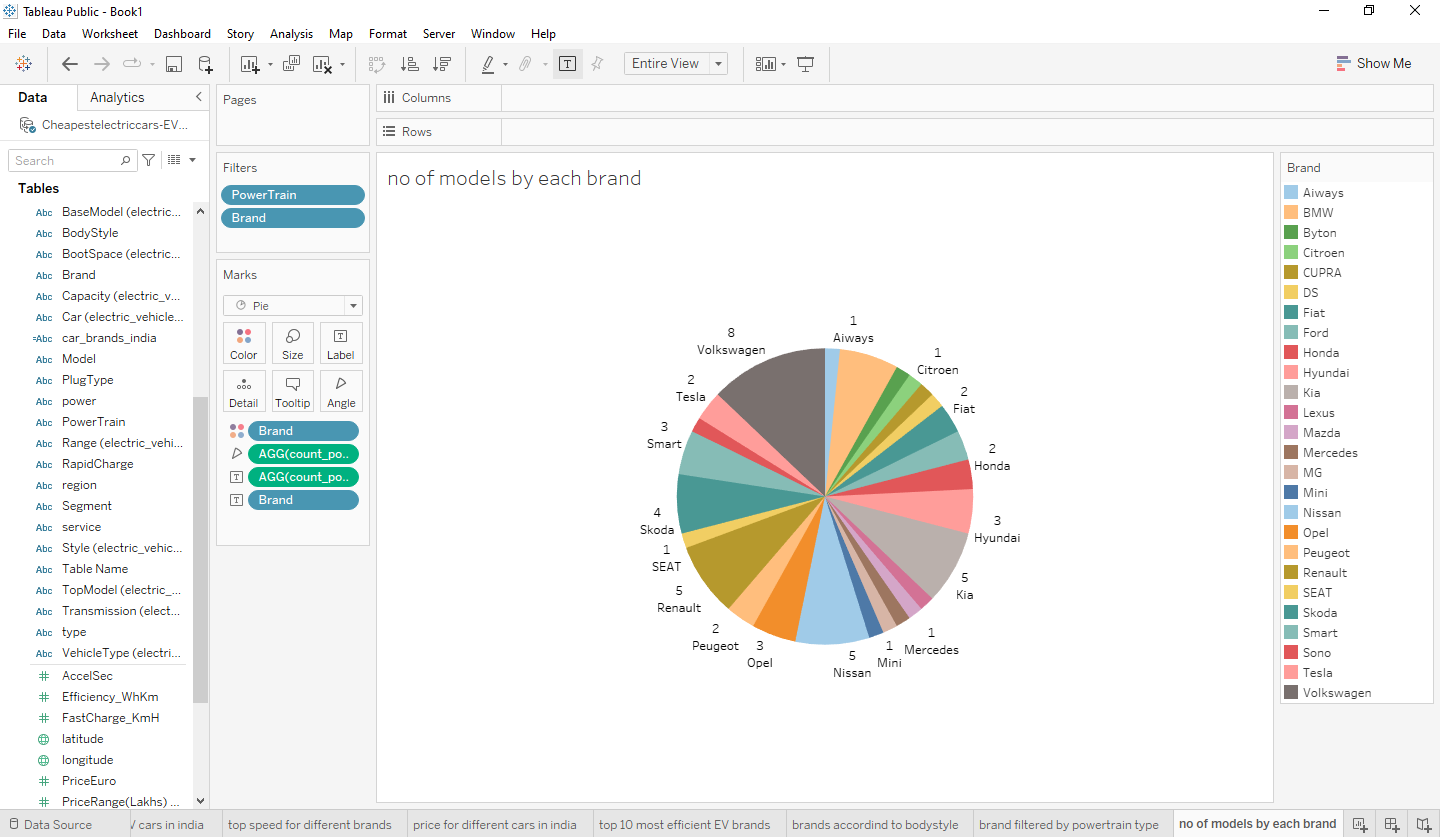 Tableau Public - Book1
File Data Worksheet Dashboard Story Analysis Map Format Server Window Help
Entire View
Show Me
Data Analytics
Cheapestelectriccars-EV...
Search
Tables
Abc BaseModel (electric...
Abc BodyStyle
Abc BootSpace (electric...
Abc Brand
Abc Capacity (electric_v...
Abc Car (electric_vehicle...
=Abc car_brands_india
Abc Model
Abc PlugType
Abc power
Abc PowerTrain
Abc Range (electric_vehi...
Abc RapidCharge
Abc region
Abc Segment
Abc service
Abc Style (electric_vehic...
Abc Table Name
Abc TopModel (electric_...
Abc Transmission (elect...
Abc type
Abc VehicleType (electri...
# AccelSec
# Efficiency_WhKm
# FastCharge_KmH
latitude
longitude
# PriceEuro
# PriceRange(Lakhs) ...
Pages
Filters
PowerTrain
Brand
Marks
Pie
Color Size Label
Detail Tooltip Angle
Brand
AGG(count_po..
AGG(count_po..
Brand
Columns
Rows
no of models by each brand
1
Aiways
1
Citroen
2
Fiat
2
Honda
3
Hyundai
5
Kia
1
Mercedes
1
Mini
5
Nissan
3
Opel
2
Peugeot
5
Renault
1
SEAT
4
Skoda
3
Smart
2
Tesla
8
Volkswagen
Brand
Aiways
BMW
Byton
Citroen
CUPRA
DS
Fiat
Ford
Honda
Hyundai
Kia
Lexus
Mazda
Mercedes
MG
Mini
Nissan
Opel
Peugeot
Renault
SEAT
Skoda
Smart
Sono
Tesla
Volkswagen
Data Source
V cars in india
top speed for different brands
price for different cars in india
top 10 most efficient EV brands
brands accordind to bodystyle
brand filtered by powertrain type
no of models by each brand